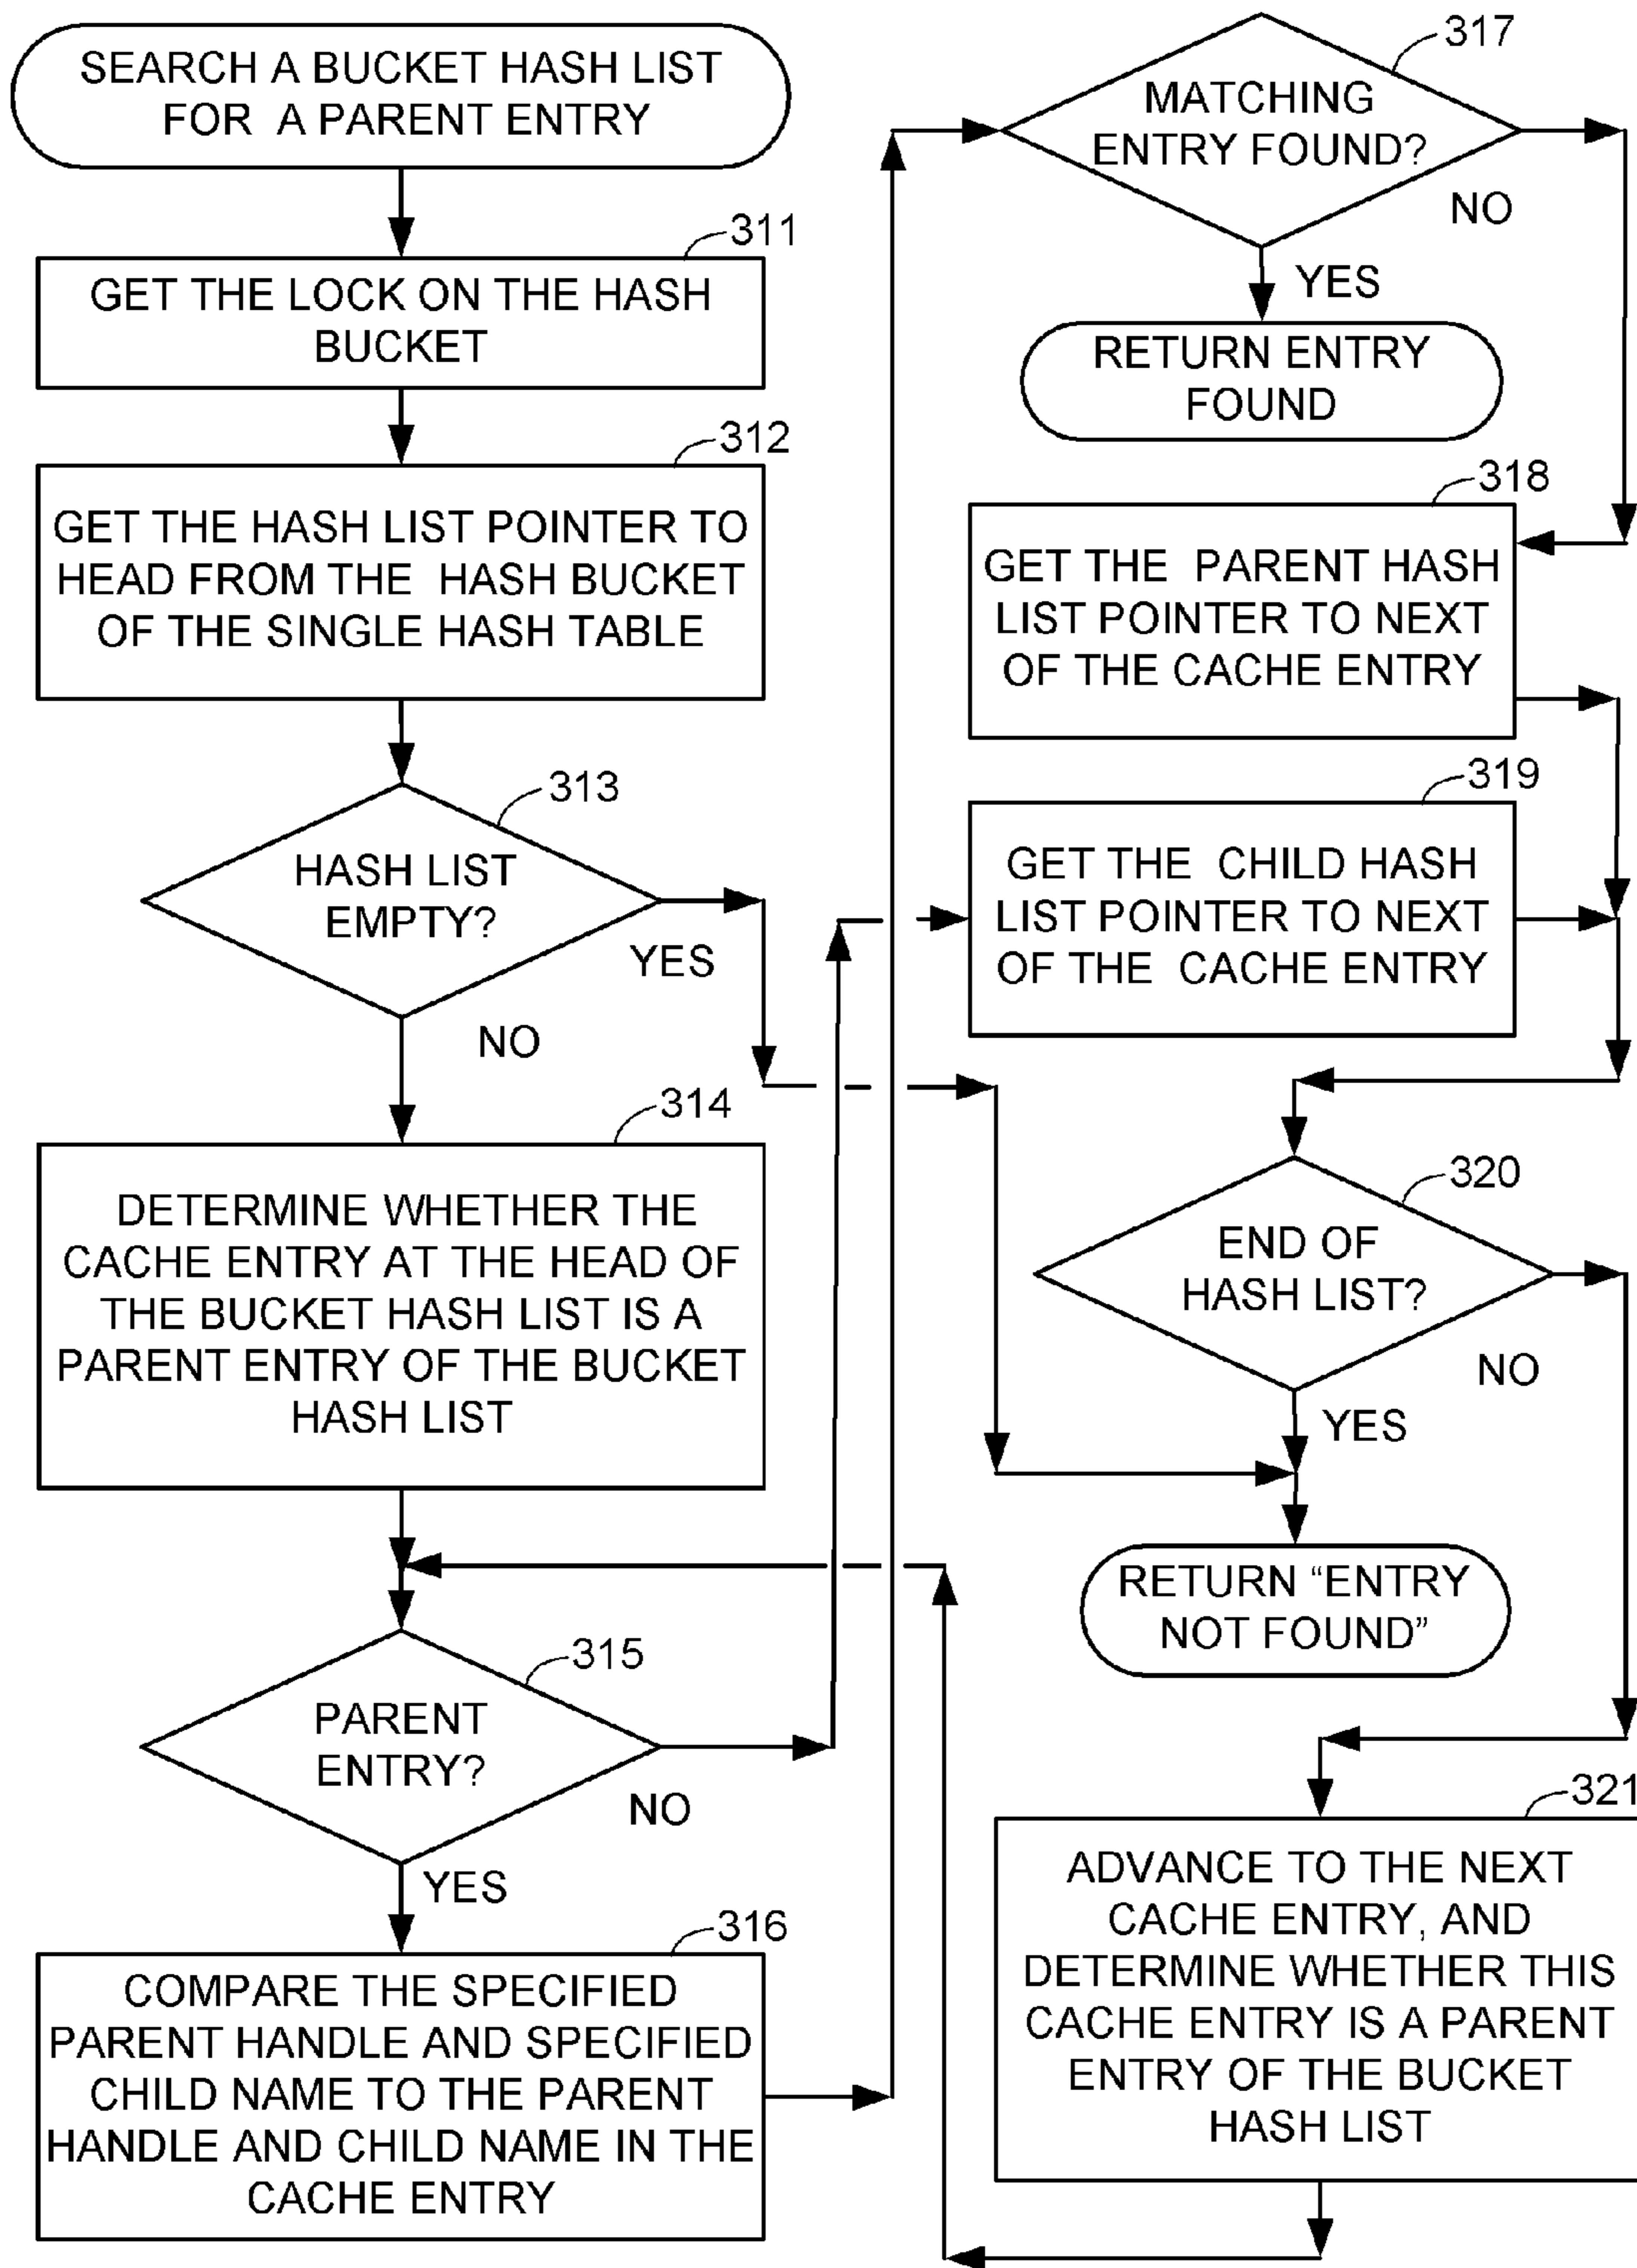 SEARCH A BUCKET HASH LIST
FOR A PARENT ENTRY
311
GET THE LOCK ON THE HASH
BUCKET
312
GET THE HASH LIST POINTER TO
HEAD FROM THE HASH BUCKET
OF THE SINGLE HASH TABLE
313
HASH LIST
EMPTY?
YES
NO
314
DETERMINE WHETHER THE
CACHE ENTRY AT THE HEAD OF
THE BUCKET HASH LIST IS A
PARENT ENTRY OF THE BUCKET
HASH LIST
315
PARENT
ENTRY?
NO
YES
316
COMPARE THE SPECIFIED
PARENT HANDLE AND SPECIFIED
CHILD NAME TO THE PARENT
HANDLE AND CHILD NAME IN THE
CACHE ENTRY
317
MATCHING
ENTRY FOUND?
NO
YES
RETURN ENTRY
FOUND
318
GET THE PARENT HASH
LIST POINTER TO NEXT
OF THE CACHE ENTRY
319
GET THE CHILD HASH
LIST POINTER TO NEXT
OF THE CACHE ENTRY
320
END OF
HASH LIST?
NO
YES
RETURN “ENTRY
NOT FOUND”
321
ADVANCE TO THE NEXT
CACHE ENTRY, AND
DETERMINE WHETHER THIS
CACHE ENTRY IS A PARENT
ENTRY OF THE BUCKET
HASH LIST